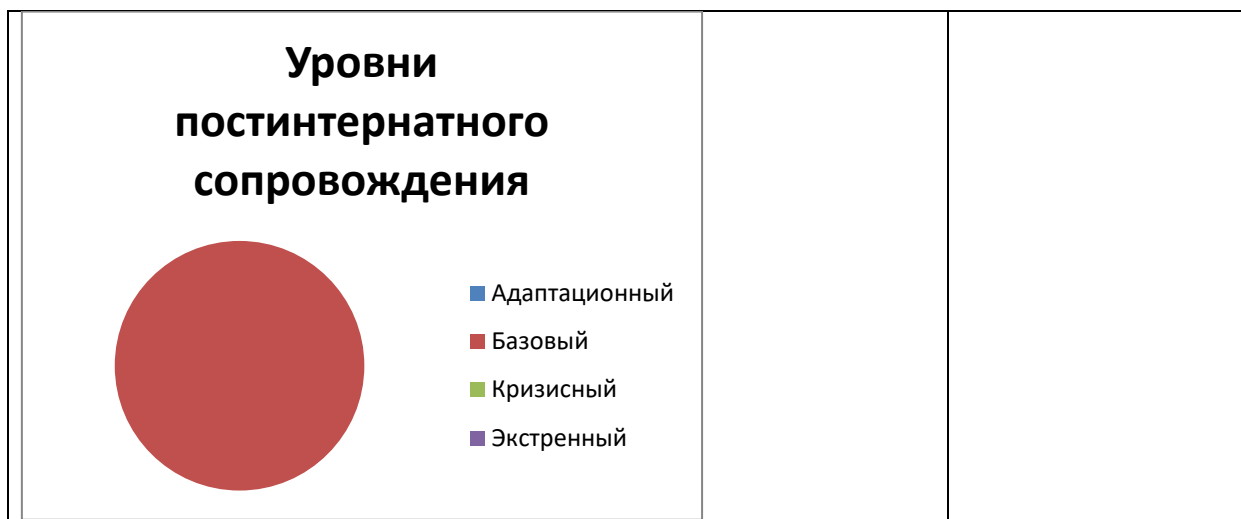 Уровни
постинтернатного
сопровождения
Адаптационный
Базовый
Кризисный
Экстренный